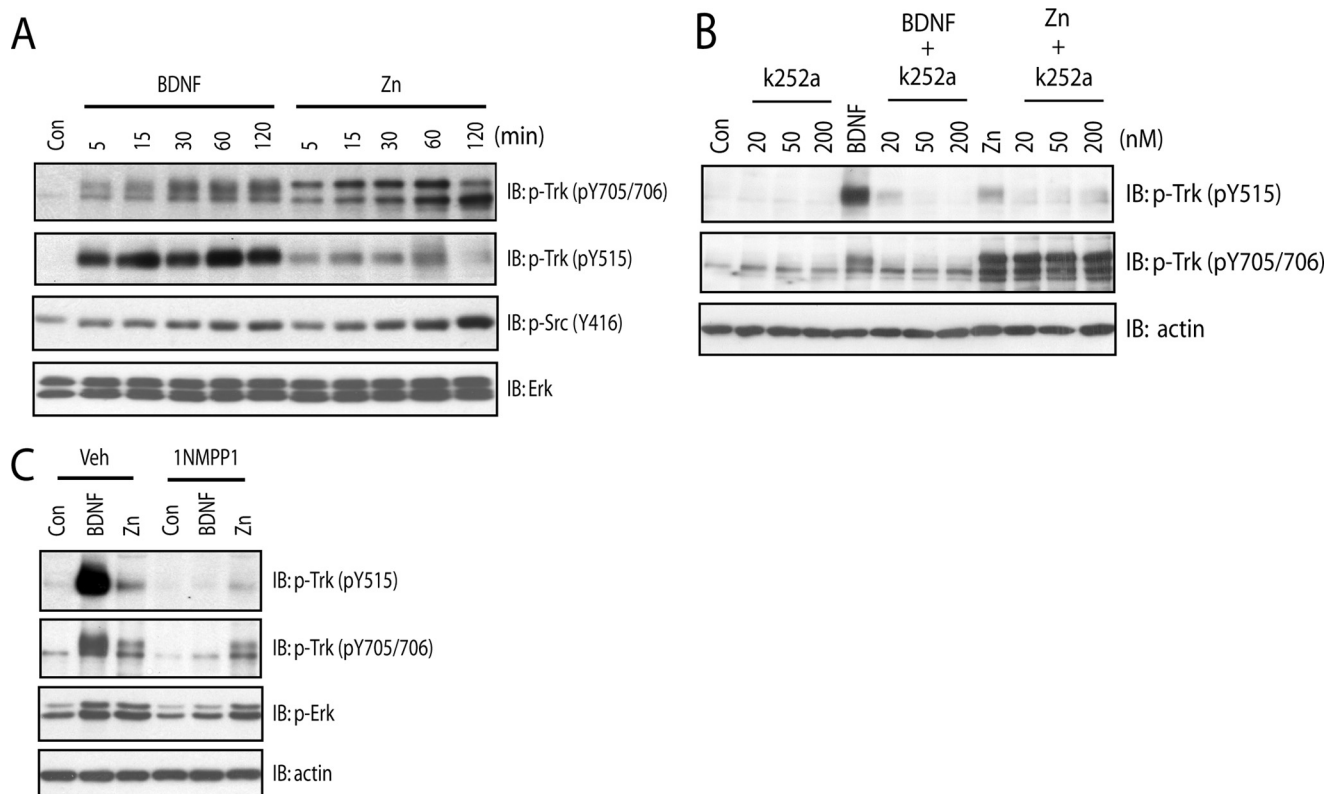 A
BDNF Zn
Con 5 15 30 60 120 5 15 30 60 120 (min)
IB: p-Trk (pY705/706)
IB: p-Trk (pY515)
IB: p-Src (Y416)
IB: Erk
B
BDNF + k252a
Zn + k252a
k252a
Con 20 50 200 BDNF 20 50 200 Zn 20 50 200 (nM)
IB: p-Trk (pY515)
IB: p-Trk (pY705/706)
IB: actin
C
Veh 1NMPP1
Con BDNF Zn Con BDNF Zn
IB: p-Trk (pY515)
IB: p-Trk (pY705/706)
IB: p-Erk
IB: actin